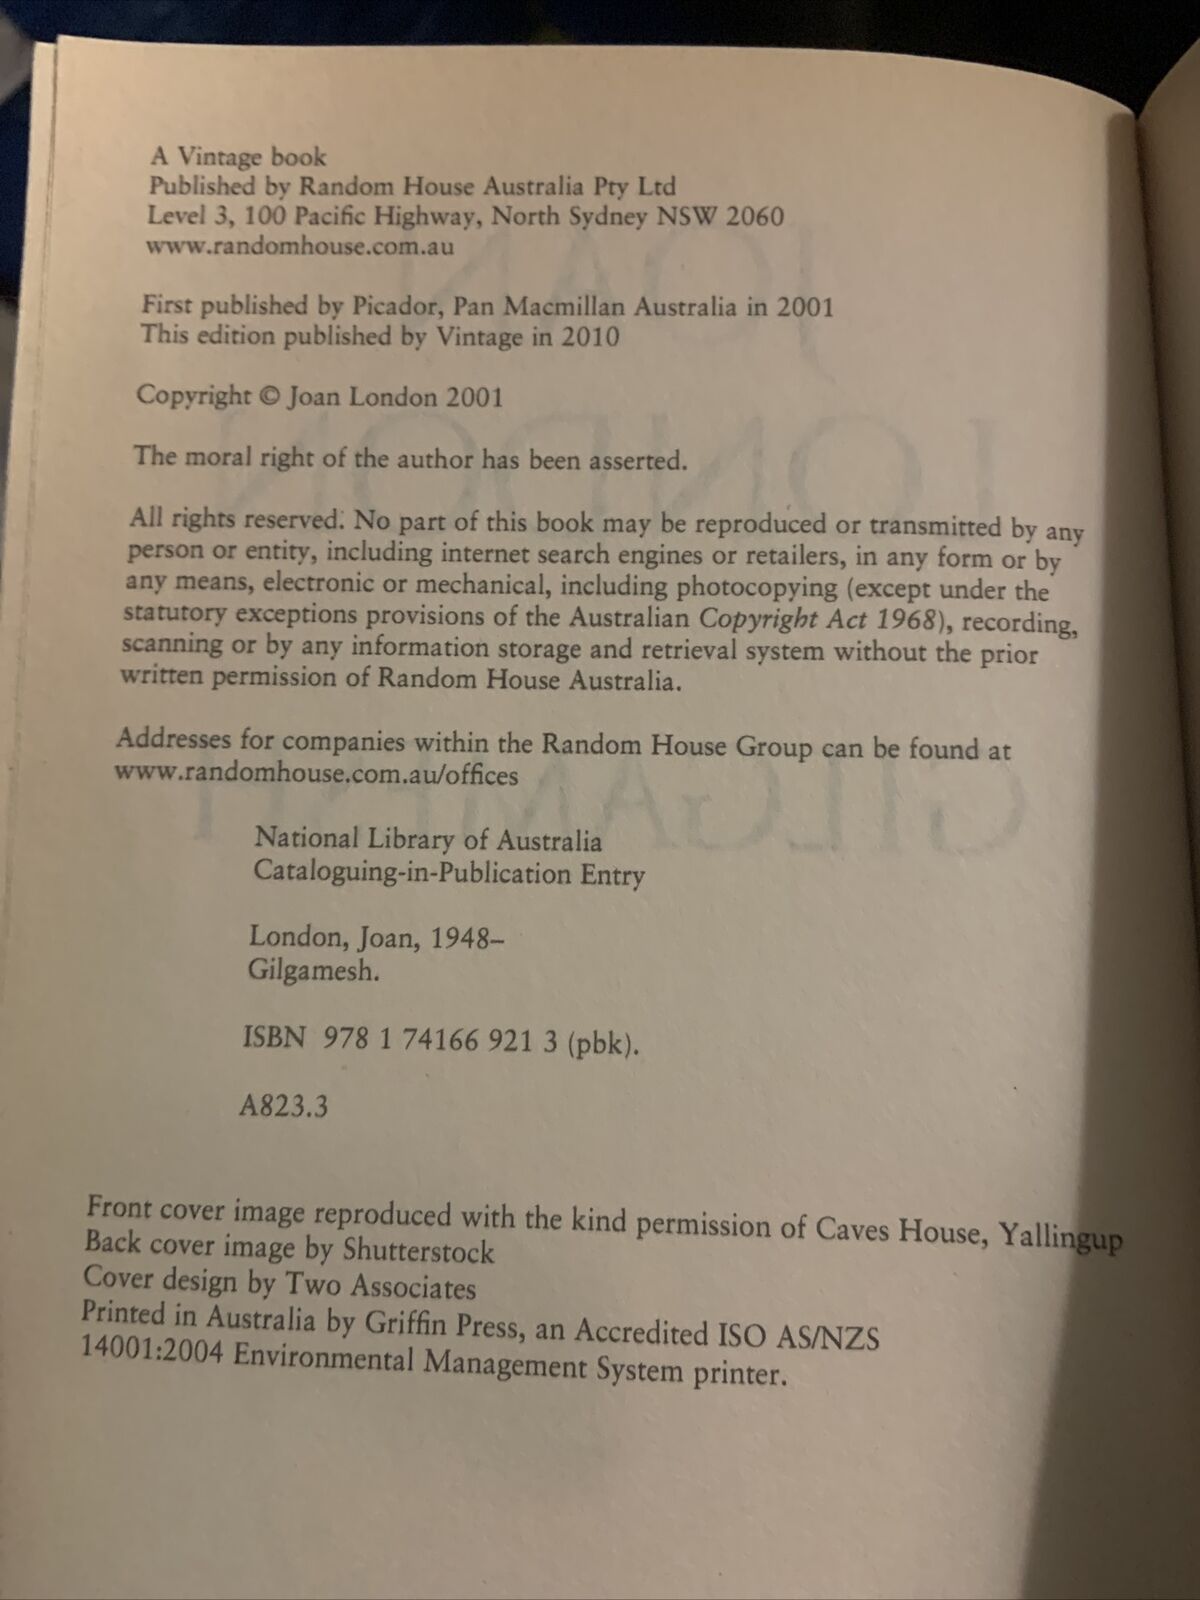 A Vintage book
Published by Random House Australia Pty Ltd
Level 3, 100 Pacific Highway, North Sydney NSW 2060
www.randomhouse.com.au
First published by Picador, Pan Macmillan Australia in 2001
This edition published by Vintage in 2010
Copyright © Joan London 2001
The moral right of the author has been asserted.
All rights reserved. No part of this book may be reproduced or transmitted by any
person or entity, including internet search engines or retailers, in any form or by
any means, electronic or mechanical, including photocopying (except under the
statutory exceptions provisions of the Australian Copyright Act 1968), recording,
scanning or by any information storage and retrieval system without the prior
written permission of Random House Australia.
Addresses for companies within the Random House Group can be found at
www.randomhouse.com.au/offices
National Library of Australia
Cataloguing-in-Publication Entry
London, Joan, 1948–
Gilgamesh.
ISBN 978 1 74166 921 3 (pbk).
A823.3
Front cover image reproduced with the kind permission of Caves House, Yallingup
Back cover image by Shutterstock
Cover design by Two Associates
Printed in Australia by Griffin Press, an Accredited ISO AS/NZS
14001:2004 Environmental Management System printer.